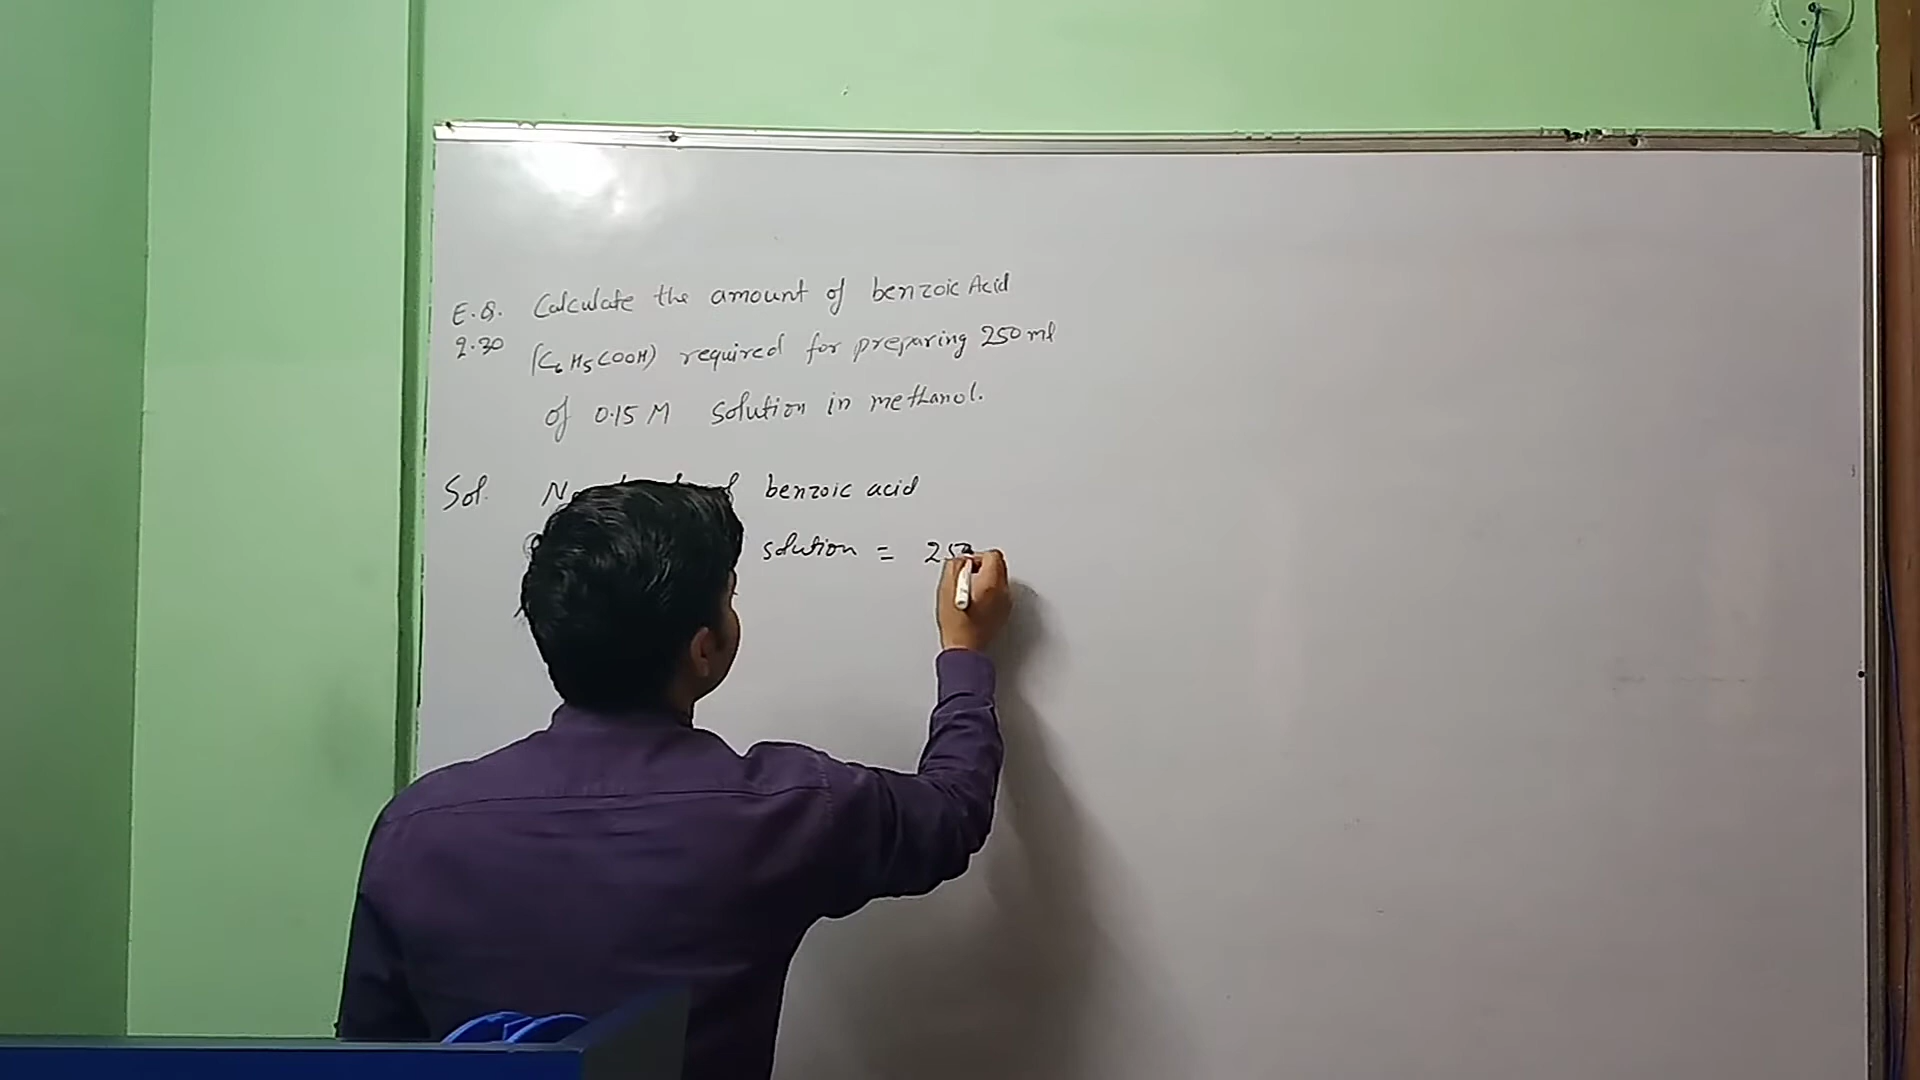 E.Q. Calculate the amount of benzoic Acid
2.30 (C6H5COOH) required for preparing 250 ml
of 0.15 M solution in methanol.
Sol. benzoic acid
solution = 250